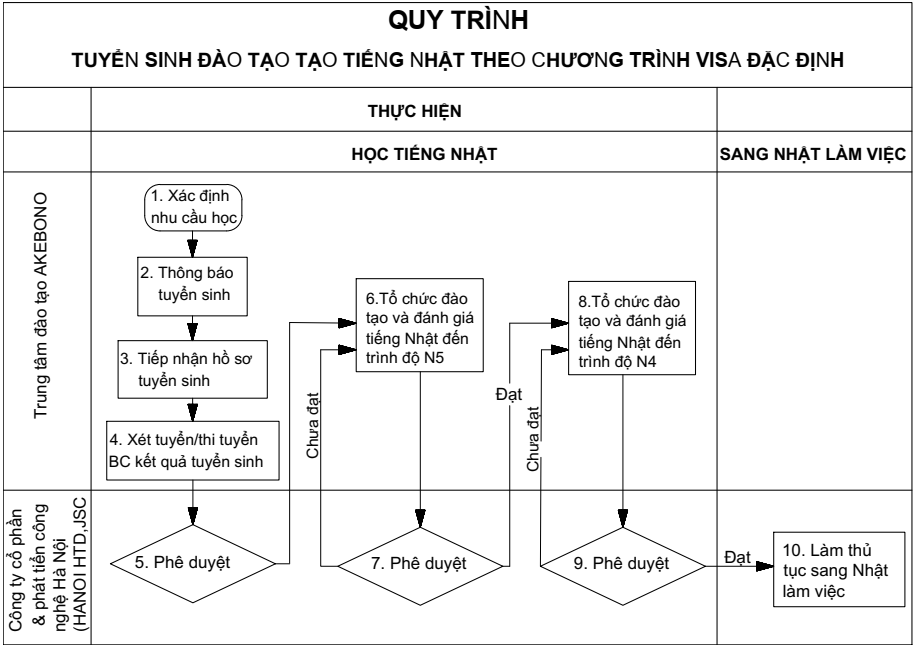 QUY TRÌNH
TUYỂN SINH ĐÀO TẠO TẠO TIẾNG NHẬT THEO CHƯƠNG TRÌNH VISA ĐẶC ĐỊNH
THỰC HIỆN
HỌC TIẾNG NHẬT
SANG NHẬT LÀM VIỆC
Trung tâm đào tạo AKEBONO
1. Xác định
nhu cầu học
2. Thông báo
tuyển sinh
3. Tiếp nhận hồ sơ
tuyển sinh
4. Xét tuyển/thi tuyển
BC kết quả tuyển sinh
6.Tổ chức đào
tạo và đánh giá
tiếng Nhật đến
trình độ N5
Chưa đạt
Đạt
8.Tổ chức đào
tạo và đánh giá
tiếng Nhật đến
trình độ N4
Chưa đạt
Công ty cổ phần
& phát tiển công
nghệ Hà Nội
(HANOI HTD,JSC
5. Phê duyệt
7. Phê duyệt
9. Phê duyệt
Đạt
10. Làm thủ
tục sang Nhật
làm việc